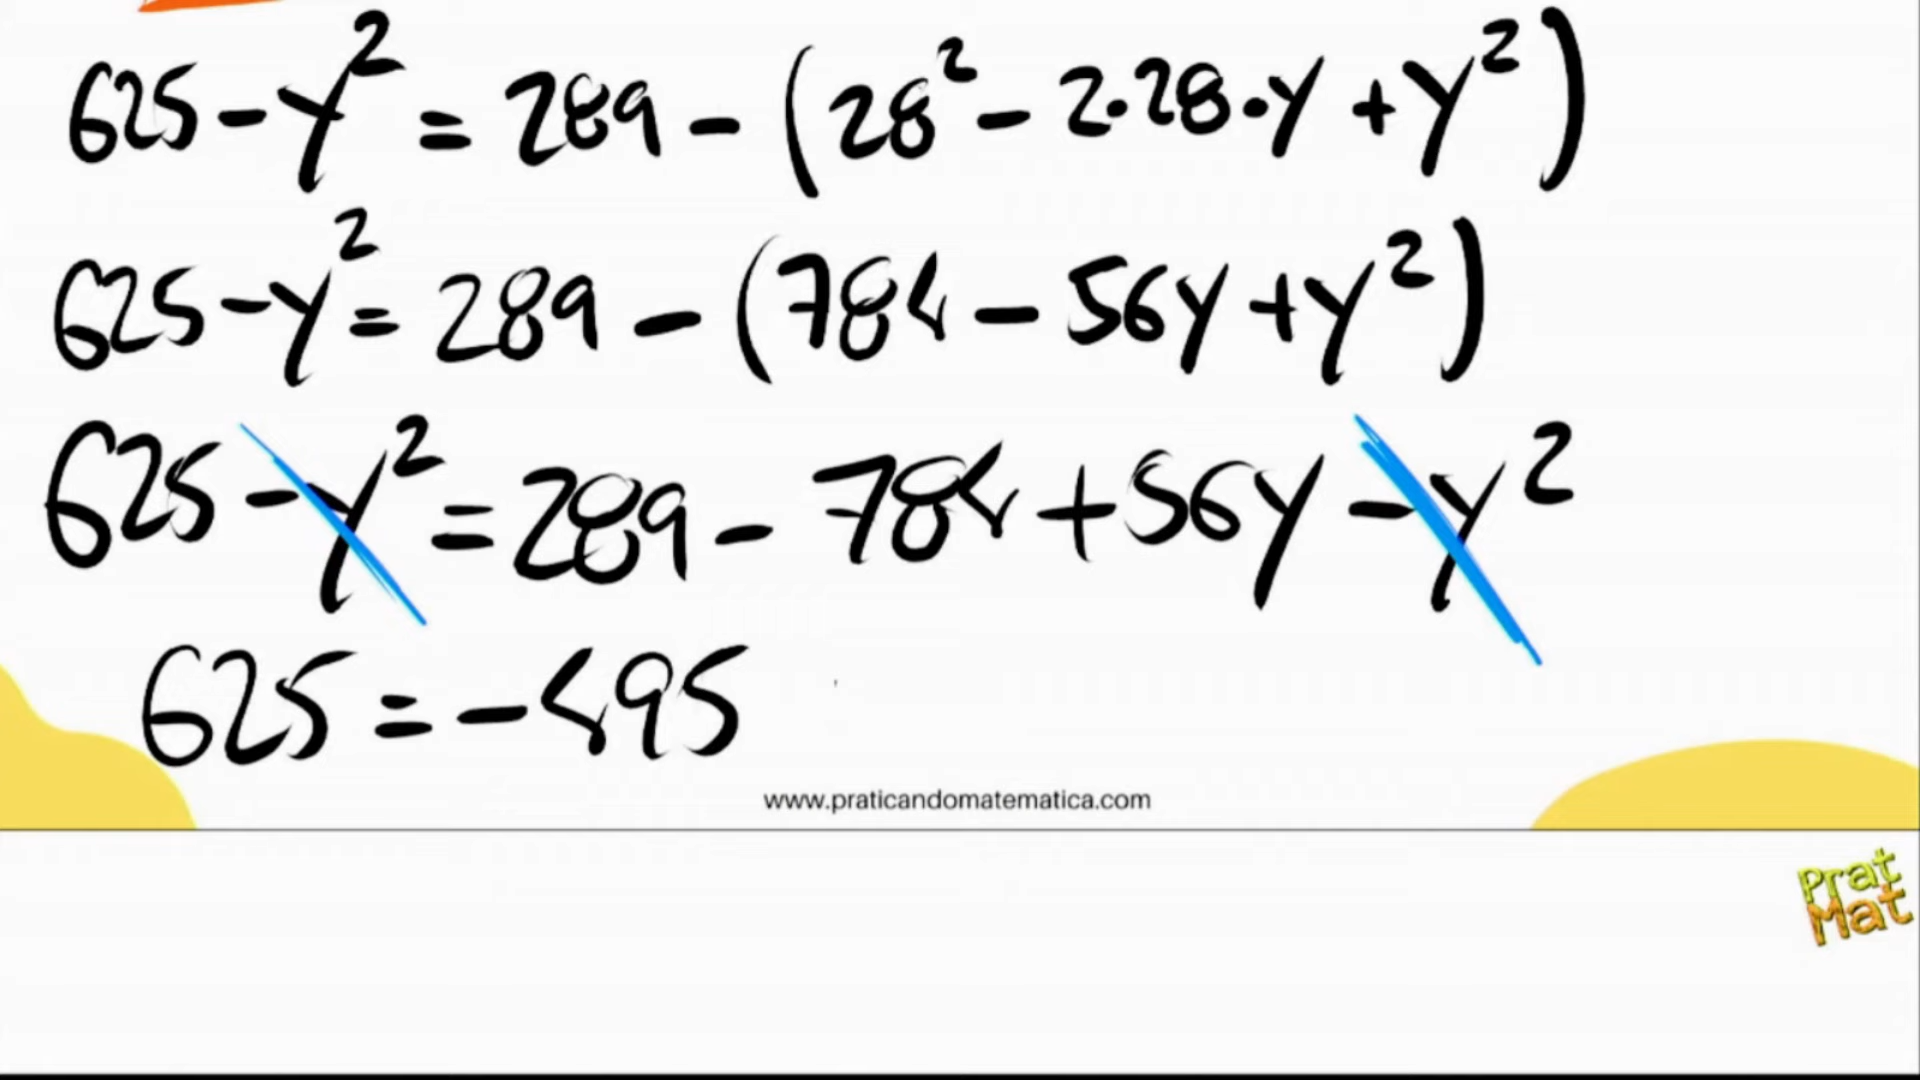 625 - y² = 289 - (28² - 2·28·y + y²)
625 - y² = 289 - (784 - 56y + y²)
625 - y² = 289 - 784 + 56y - y²
625 = -495
www.praticandomatematica.com
Prat
Mat